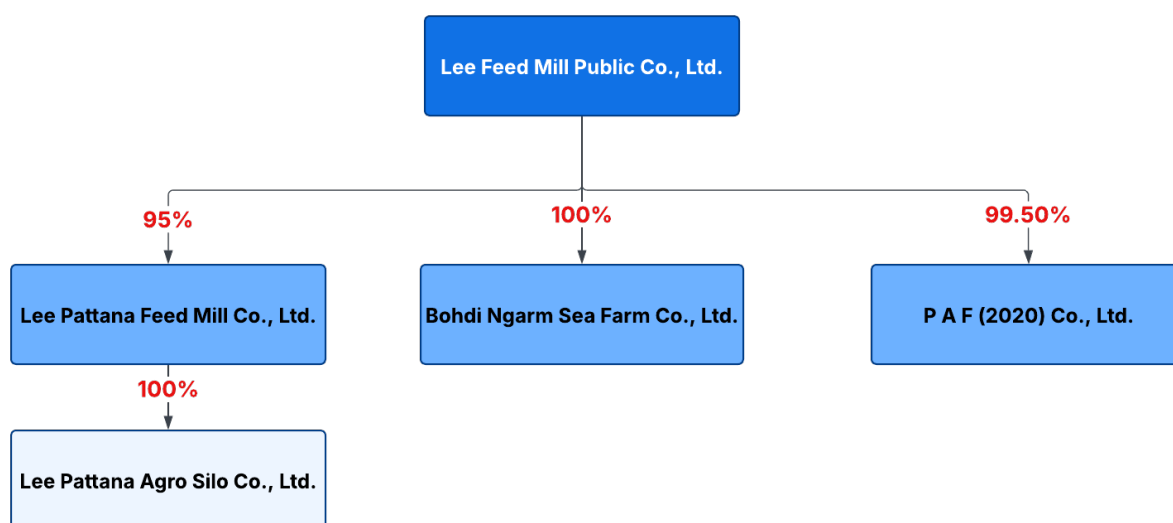 Lee Feed Mill Public Co., Ltd.
95%
100%
99.50%
Lee Pattana Feed Mill Co., Ltd.
Bohdi Ngarm Sea Farm Co., Ltd.
P A F (2020) Co., Ltd.
100%
Lee Pattana Agro Silo Co., Ltd.